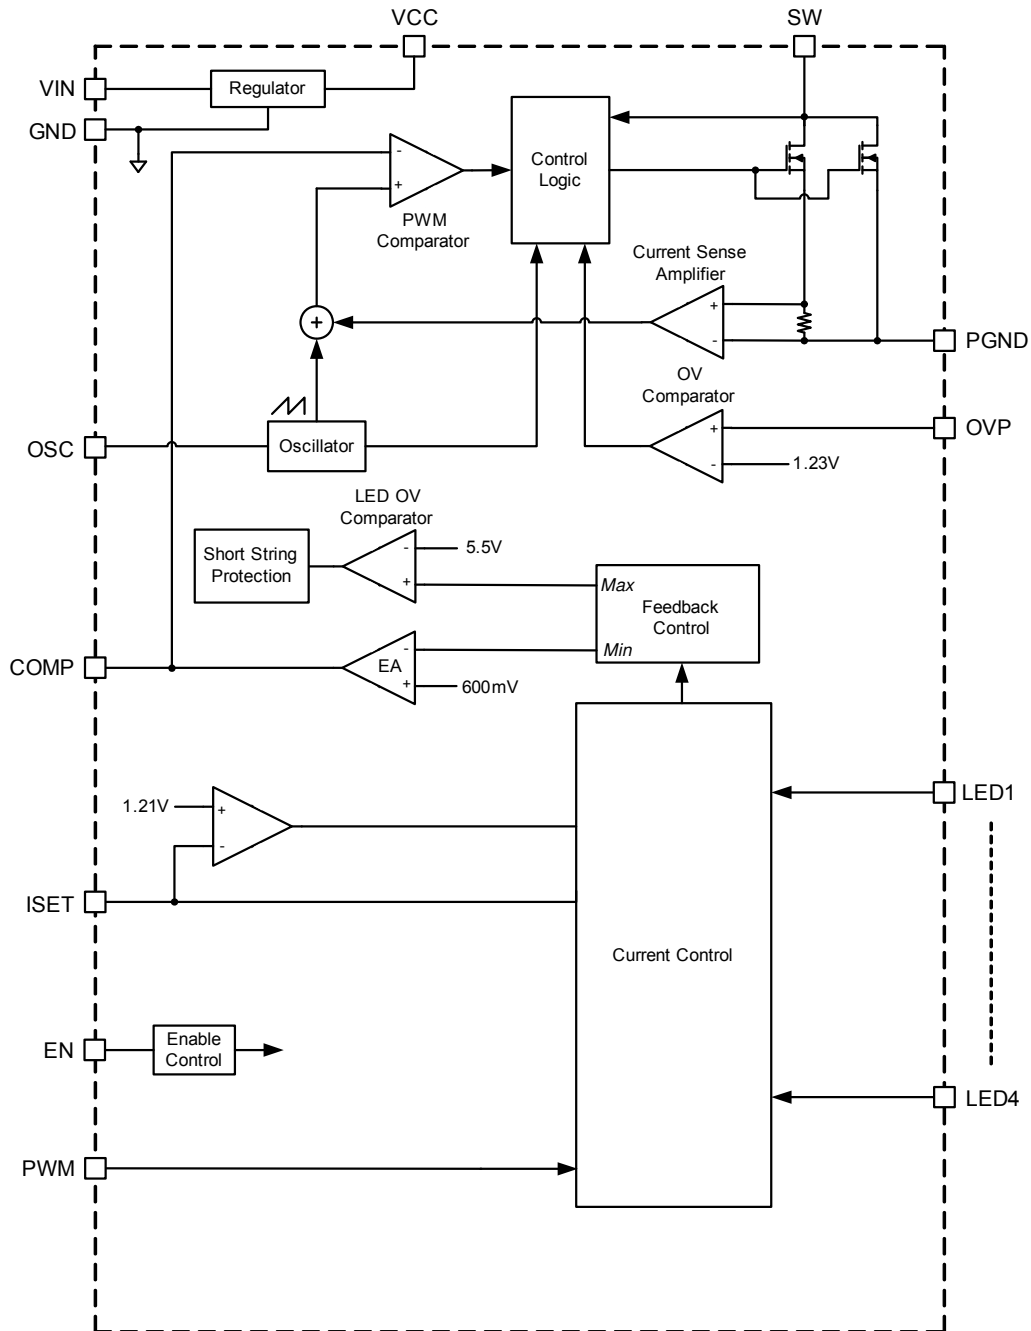 VCC
SW
VIN
Regulator
GND
-
+
PWM
Comparator
Control
Logic
Current Sense
Amplifier
+
-
+
PGND
OV
Comparator
+
-
1.23V
OVP
OSC
Oscillator
LED OV
Comparator
Short String
Protection
-
+
5.5V
Max
Feedback
Control
Min
COMP
EA
-
+
600mV
1.21V
+
-
LED1
ISET
Current Control
EN
Enable
Control
LED4
PWM